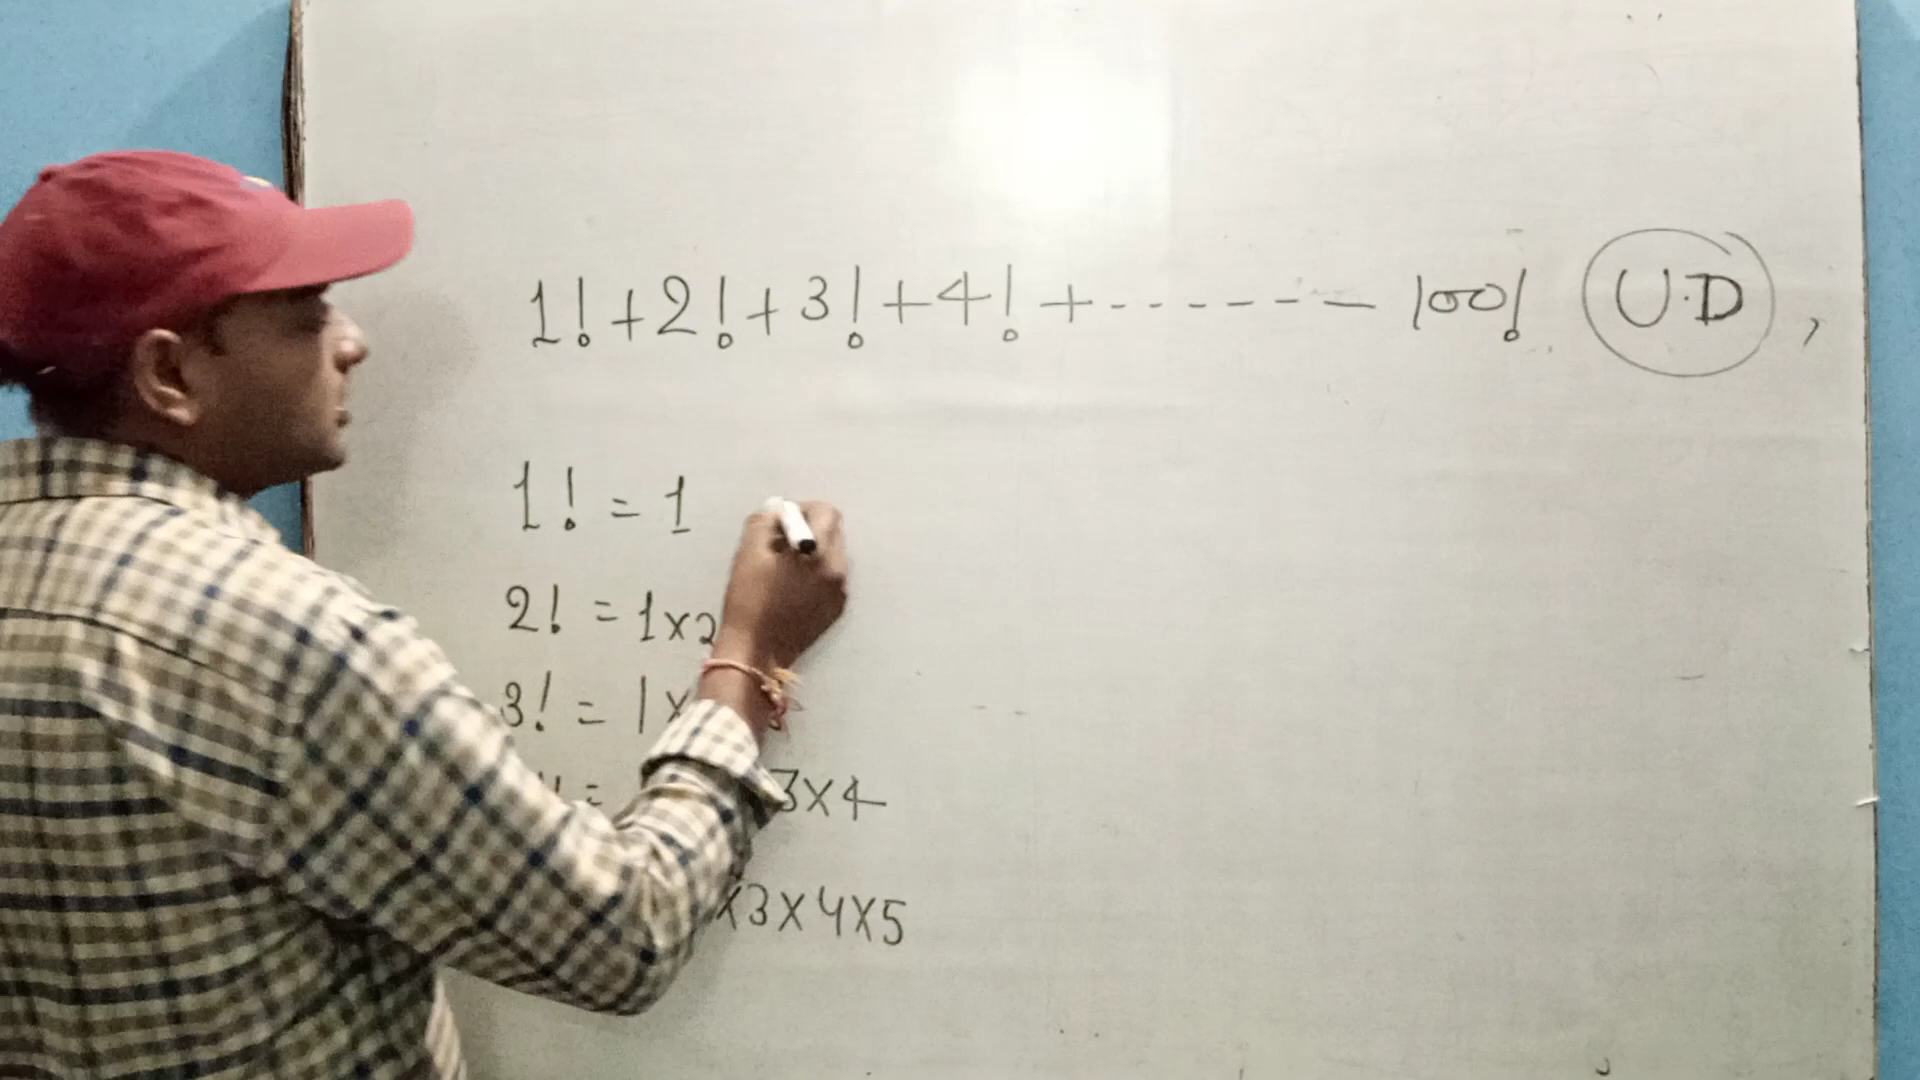 1! + 2! + 3! + 4! + ------- 100! U.D,
1! = 1
2! = 1x2
3! = 1x
=  3x4
x3x4x5